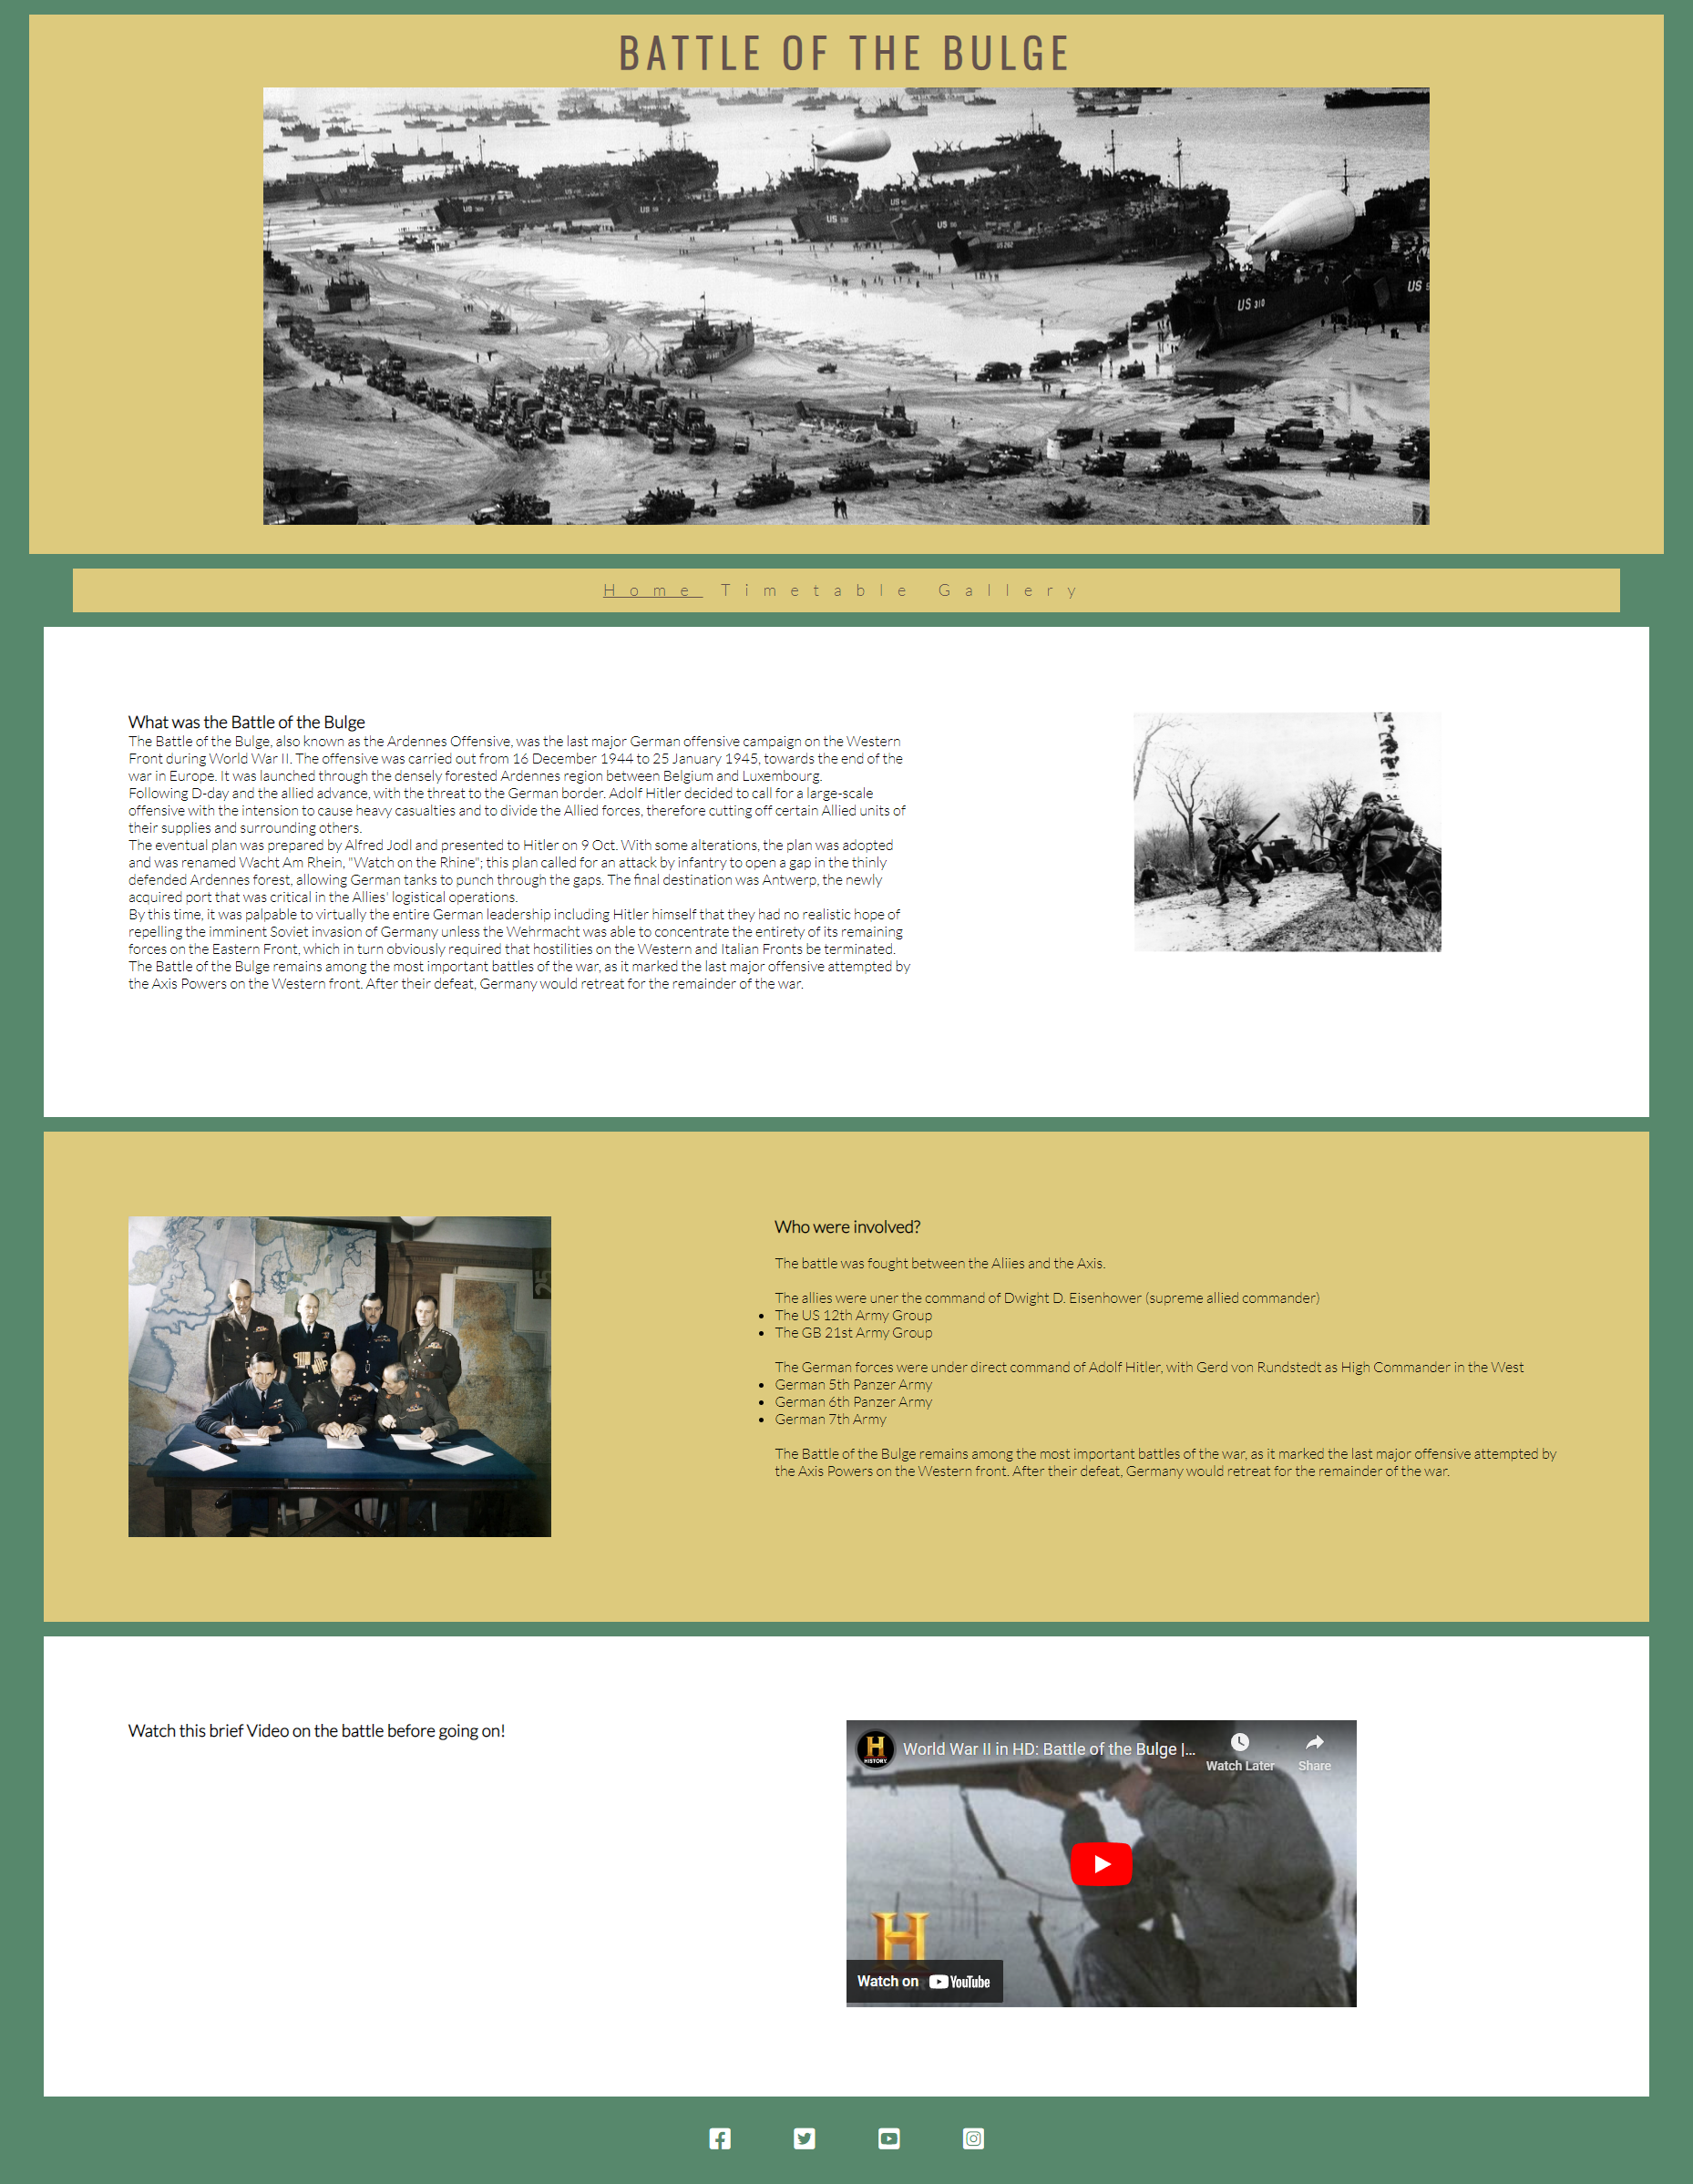 BATTLE OF THE BULGE
US 310
US 262
Home Timetable Gallery
What was the Battle of the Bulge
The Battle of the Bulge, also known as the Ardennes Offensive, was the last major German offensive campaign on the Western
Front during World War II. The offensive was carried out from 16 December 1944 to 25 January 1945, towards the end of the
war in Europe. It was launched through the densely forested Ardennes region between Belgium and Luxembourg.
Following D-day and the allied advance, with the threat to the German border. Adolf Hitler decided to call for a large-scale
offensive with the intension to cause heavy casualties and to divide the Allied forces, therefore cutting off certain Allied units of
their supplies and surrounding others.
The eventual plan was prepared by Alfred Jodl and presented to Hitler on 9 Oct. With some alterations, the plan was adopted
and was renamed Wacht Am Rhein, "Watch on the Rhine"; this plan called for an attack by infantry to open a gap in the thinly
defended Ardennes forest, allowing German tanks to punch through the gaps. The final destination was Antwerp, the newly
acquired port that was critical in the Allies' logistical operations.
By this time, it was palpable to virtually the entire German leadership including Hitler himself that they had no realistic hope of
repelling the imminent Soviet invasion of Germany unless the Wehrmacht was able to concentrate the entirety of its remaining
forces on the Eastern Front, which in turn obviously required that hostilities on the Western and Italian Fronts be terminated.
The Battle of the Bulge remains among the most important battles of the war, as it marked the last major offensive attempted by
the Axis Powers on the Western front. After their defeat, Germany would retreat for the remainder of the war.
Who were involved?
The battle was fought between the Aliies and the Axis.
The allies were uner the command of Dwight D. Eisenhower (supreme allied commander)
• The US 12th Army Group
• The GB 21st Army Group
The German forces were under direct command of Adolf Hitler, with Gerd von Rundstedt as High Commander in the West
• German 5th Panzer Army
• German 6th Panzer Army
• German 7th Army
The Battle of the Bulge remains among the most important battles of the war, as it marked the last major offensive attempted by
the Axis Powers on the Western front. After their defeat, Germany would retreat for the remainder of the war.
Watch this brief Video on the battle before going on!
H HISTORY
World War II in HD: Battle of the Bulge |...
Watch Later
Share
H
Watch on YouTube